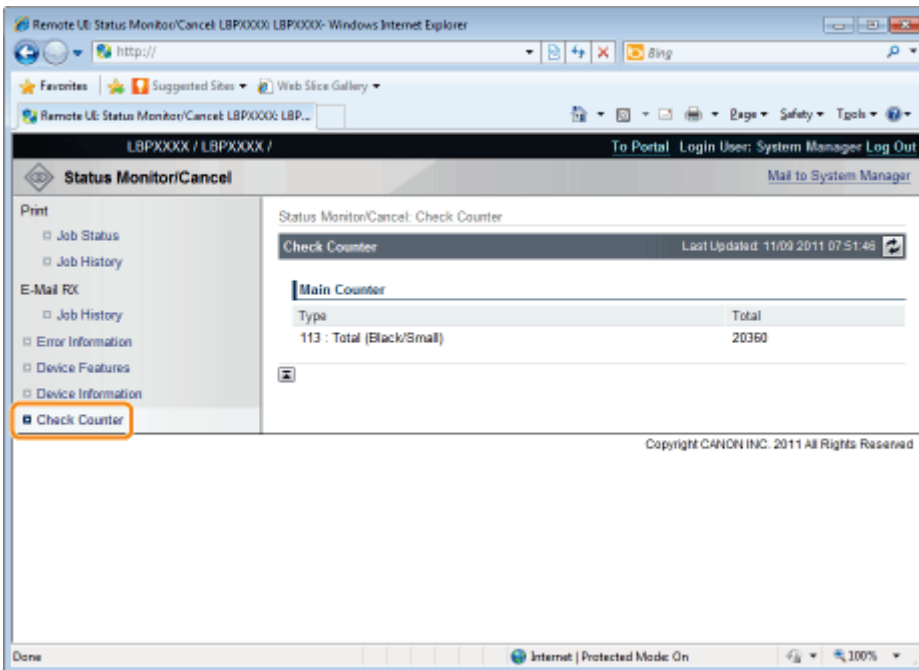 Remote UI: Status Monitor/Cancel: LBPXXXX: LBPXXXX- Windows Internet Explorer
http://
Bing
Favorites Suggested Sites Web Slice Gallery
Remote UI: Status Monitor/Cancel: LBPXXXX: LBP... Page Safety Tools
LBPXXXX / LBPXXXX / To Portal Login User: System Manager Log Out
Status Monitor/Cancel Mail to System Manager
Print
Job Status
Job History
E-Mail RX
Job History
Error Information
Device Features
Device Information
Check Counter
Status Monitor/Cancel: Check Counter
Check Counter Last Updated: 11/09 2011 07:51:46
Main Counter
Type Total
113 : Total (Black/Small) 20360
Copyright CANON INC. 2011 All Rights Reserved
Done Internet | Protected Mode: On 100%